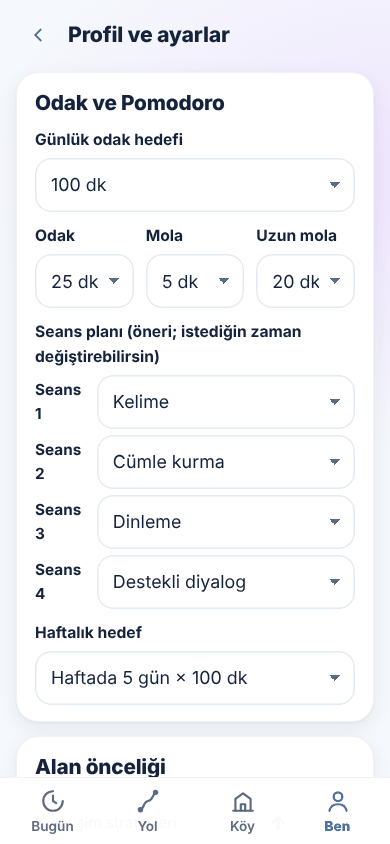 Profil ve ayarlar
Odak ve Pomodoro
Günlük odak hedefi
100 dk
Odak Mola Uzun mola
25 dk 5 dk 20 dk
Seans planı (öneri; istediğin zaman
değiştirebilirsin)
Seans
1
Kelime
Seans
2
Cümle kurma
Seans
3
Dinleme
Seans
4
Destekli diyalog
Haftalık hedef
Haftada 5 gün × 100 dk
Alan önceliği
Bugün Yol Köy Ben